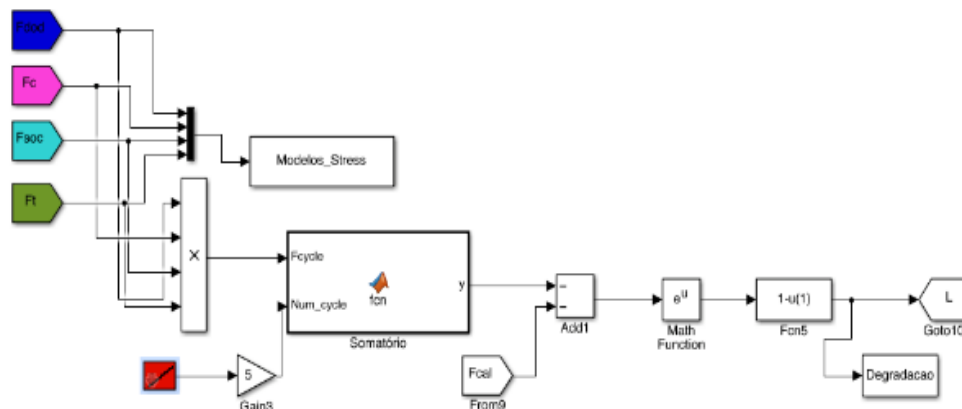 Fdod
Fc
Fsoc
Ft
Modelos_Stress
X
Fcycle
Num_cycle
fcn
y
Somatório
5
Gain3
Fcal
From9
Add1
e^u
Math
Function
1-u(1)
Fcn5
L
Goto10
Degradacao